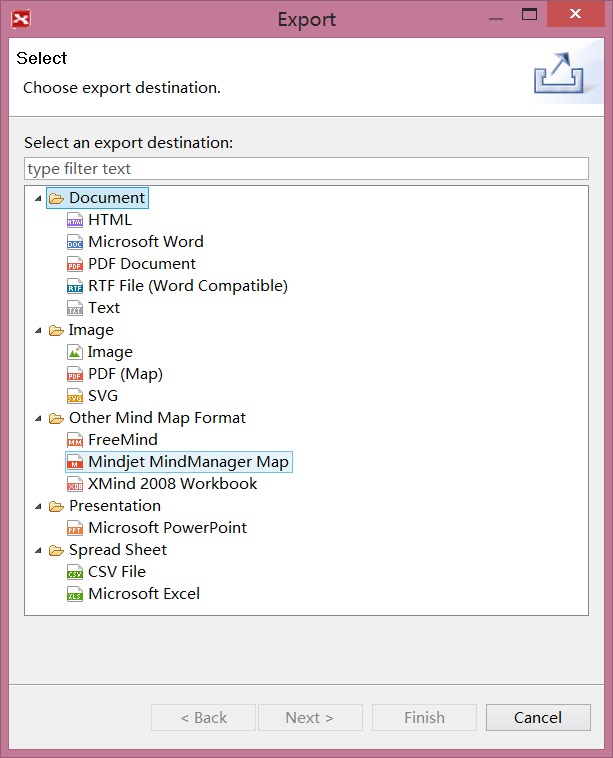 Export
Select
Choose export destination.
Select an export destination:
type filter text
Document
HTML
Microsoft Word
PDF Document
RTF File (Word Compatible)
Text
Image
Image
PDF (Map)
SVG
Other Mind Map Format
FreeMind
Mindjet MindManager Map
XMind 2008 Workbook
Presentation
Microsoft PowerPoint
Spread Sheet
CSV File
Microsoft Excel
< Back Next > Finish Cancel